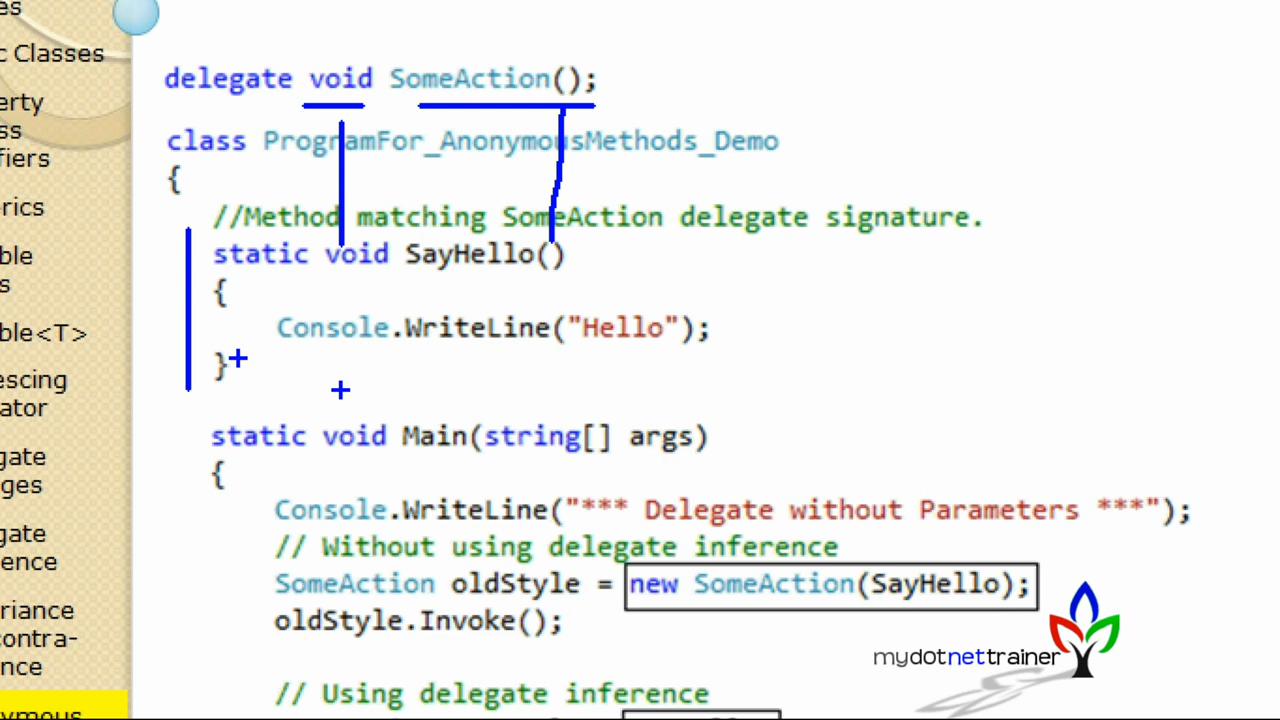 es
c Classes
erty
ss
fiers
erics
ble
s
ble<T>
escing
ator
gate
ges
gate
ence
riance
contra-
nce
ymous
delegate void SomeAction();
class ProgramFor_AnonymousMethods_Demo
{
//Method matching SomeAction delegate signature.
static void SayHello()
{
Console.WriteLine("Hello");
}
static void Main(string[] args)
{
Console.WriteLine("*** Delegate without Parameters ***");
// Without using delegate inference
SomeAction oldStyle = new SomeAction(SayHello);
oldStyle.Invoke();
// Using delegate inference
mydotnettrainer